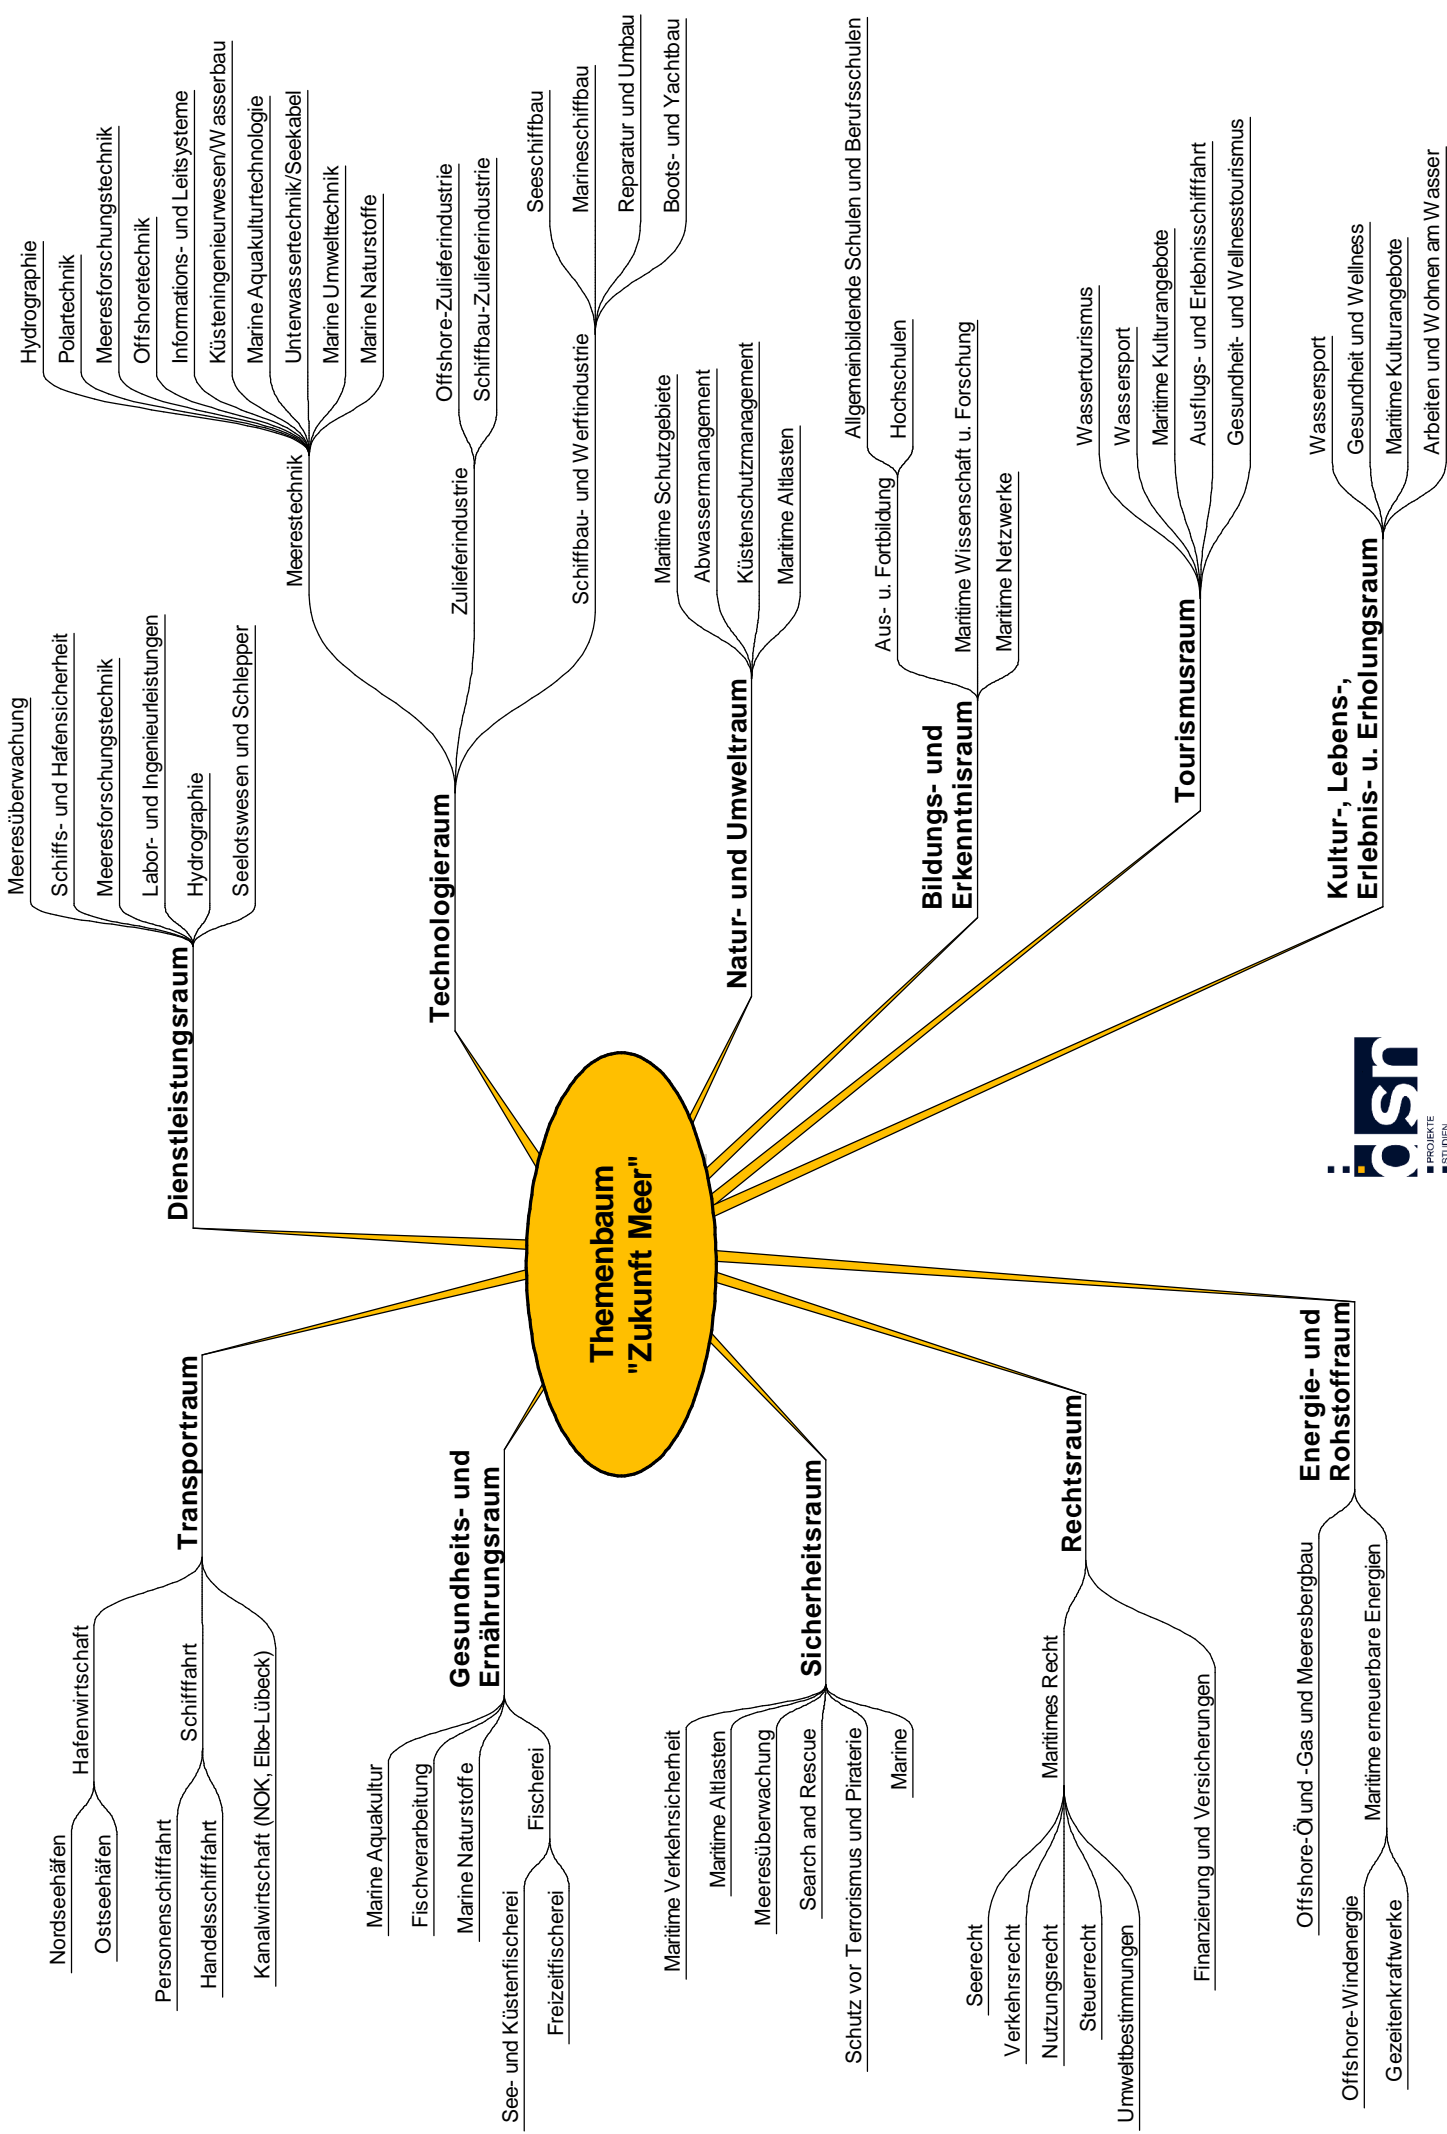 Themenbaum
"Zukunft Meer"
Transportraum
Hafenwirtschaft
Nordseehäfen
Ostseehäfen
Schifffahrt
Personenschifffahrt
Handelsschifffahrt
Kanalwirtschaft (NOK, Elbe-Lübeck)
Gesundheits- und
Ernährungsraum
Marine Aquakultur
Fischverarbeitung
Marine Naturstoffe
Fischerei
See- und Küstenfischerei
Freizeitfischerei
Sicherheitsraum
Maritime Verkehrsicherheit
Maritime Altlasten
Meeresüberwachung
Search and Rescue
Schutz vor Terrorismus und Piraterie
Marine
Rechtsraum
Maritimes Recht
Seerecht
Verkehrsrecht
Nutzungsrecht
Steuerrecht
Umweltbestimmungen
Finanzierung und Versicherungen
Energie- und
Rohstoffraum
Offshore-Öl und -Gas und Meeresbergbau
Maritime erneuerbare Energien
Offshore-Windenergie
Gezeitenkraftwerke
Dienstleistungsraum
Meeresüberwachung
Schiffs- und Hafensicherheit
Meeresforschungstechnik
Labor- und Ingenieurleistungen
Hydrographie
Seelotswesen und Schlepper
Technologieraum
Meerestechnik
Hydrographie
Polartechnik
Meeresforschungstechnik
Offshoretechnik
Informations- und Leitsysteme
Küsteningenieurwesen/Wasserbau
Marine Aquakulturtechnologie
Unterwassertechnik/Seekabel
Marine Umwelttechnik
Marine Naturstoffe
Zulieferindustrie
Offshore-Zulieferindustrie
Schiffbau-Zulieferindustrie
Schiffbau- und Werftindustrie
Seeschiffbau
Marineschiffbau
Reparatur und Umbau
Boots- und Yachtbau
Natur- und Umweltraum
Maritime Schutzgebiete
Abwassermanagement
Küstenschutzmanagement
Maritime Altlasten
Bildungs- und
Erkenntnisraum
Aus- u. Fortbildung
Allgemeinbildende Schulen und Berufsschulen
Hochschulen
Maritime Wissenschaft u. Forschung
Maritime Netzwerke
Tourismusraum
Wassertourismus
Wassersport
Maritime Kulturangebote
Ausflugs- und Erlebnisschifffahrt
Gesundheit- und Wellnesstourismus
Kultur-, Lebens-,
Erlebnis- u. Erholungsraum
Wassersport
Gesundheit und Wellness
Maritime Kulturangebote
Arbeiten und Wohnen am Wasser
dsn
PROJEKTE
STUDIEN